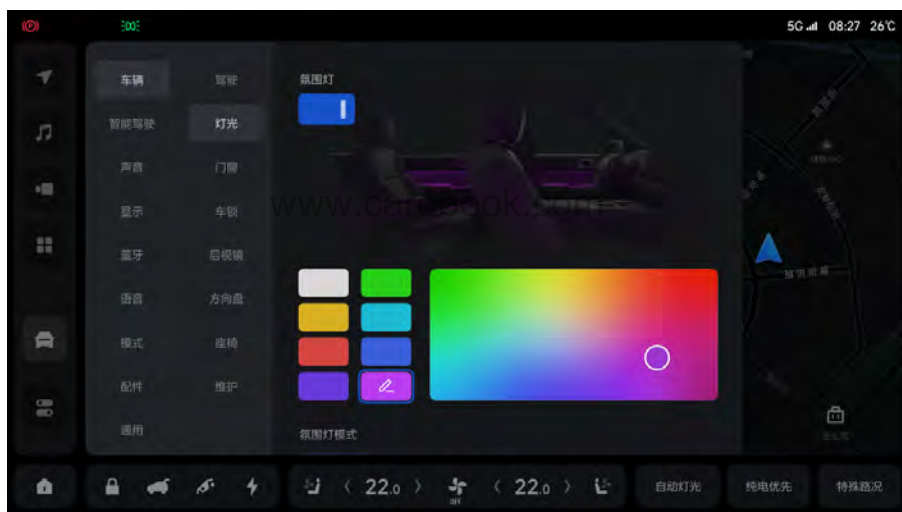 5G 08:27 26℃
车辆 驾驶 氛围灯
智能驾驶 灯光
声音 门窗
显示 车锁
www.carobook.com
蓝牙 后视镜
语音 方向盘
模式 座椅
配件 维护
通用 氛围灯模式
22.0 OFF 22.0 自动灯光 纯电优先 特殊路况